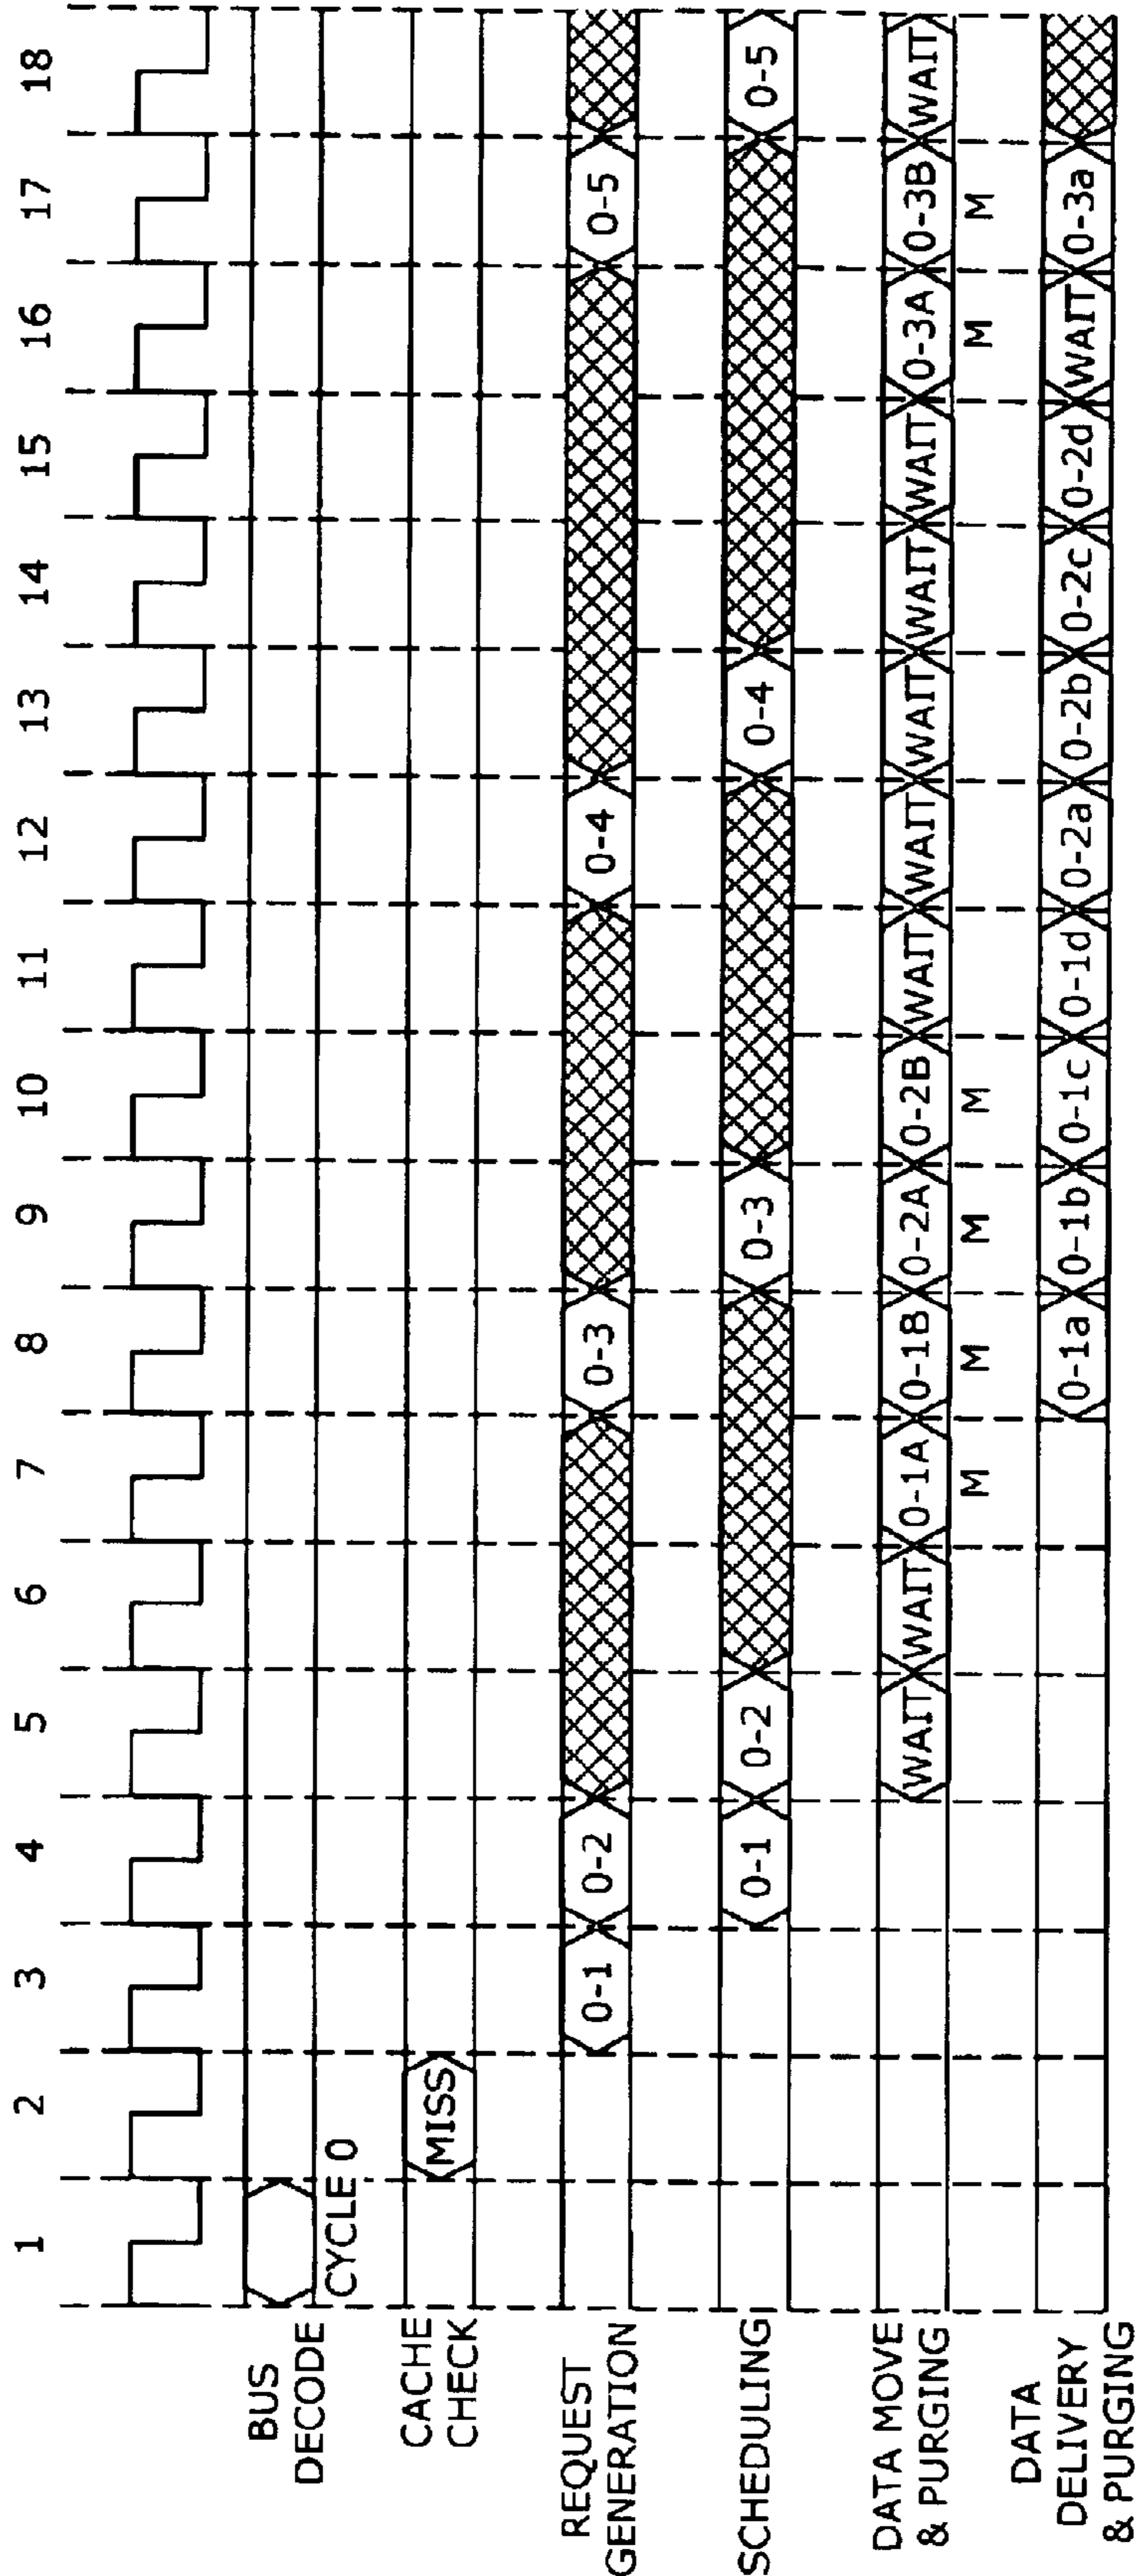 1 2 3 4 5 6 7 8 9 10 11 12 13 14 15 16 17 18
BUS
DECODE
CYCLE 0
CACHE
CHECK
MISS
REQUEST
GENERATION
0-1 0-2 0-3 0-4 0-5
SCHEDULING
0-1 0-2 0-3 0-4 0-5
DATA MOVE
& PURGING
WAIT WAIT 0-1A 0-1B 0-2A 0-2B WAIT WAIT WAIT WAIT WAIT 0-3A 0-3B WAIT
M M M M M M
DATA
DELIVERY
& PURGING
0-1a 0-1b 0-1c 0-1d 0-2a 0-2b 0-2c 0-2d WAIT 0-3a